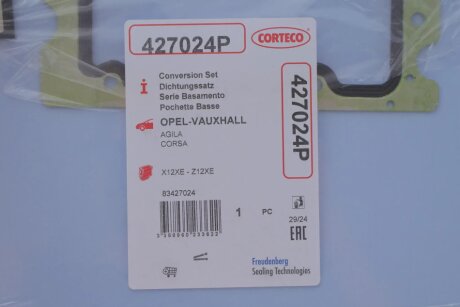 427024P
CORTECO
Conversion Set
Dichtungssatz
Serie Basamento
Pochette Basse
427024P
OPEL-VAUXHALL
AGILA
CORSA
X12XE - Z12XE
83427024
1 PC
29/24
EAC
Freudenberg
Sealing Technologies